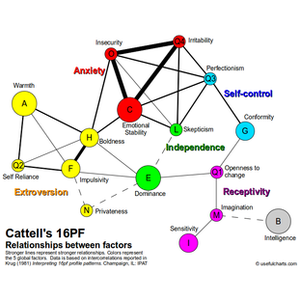 Insecurity
Irritability
O
Q4
Perfectionism
Anxiety
Q3
Warmth
Self-control
A
C
Emotional
Stability
Conformity
L
Skepticism
G
H
Boldness
Independence
Q2
Self Reliance
F
Impulsivity
E
Dominance
Q1
Openness to
change
Extroversion
Receptivity
N
Privateness
M
Imagination
B
Intelligence
Sensitivity
I
Cattell's 16PF
Relationships between factors
Stronger lines represent stronger correlations. Colors represent
the 5 global factors. Data is based on intercorrelations reported in
Krug (1981) Interpreting 16pf profile patterns. Champaign, IL: IPAT
© usefulcharts.com